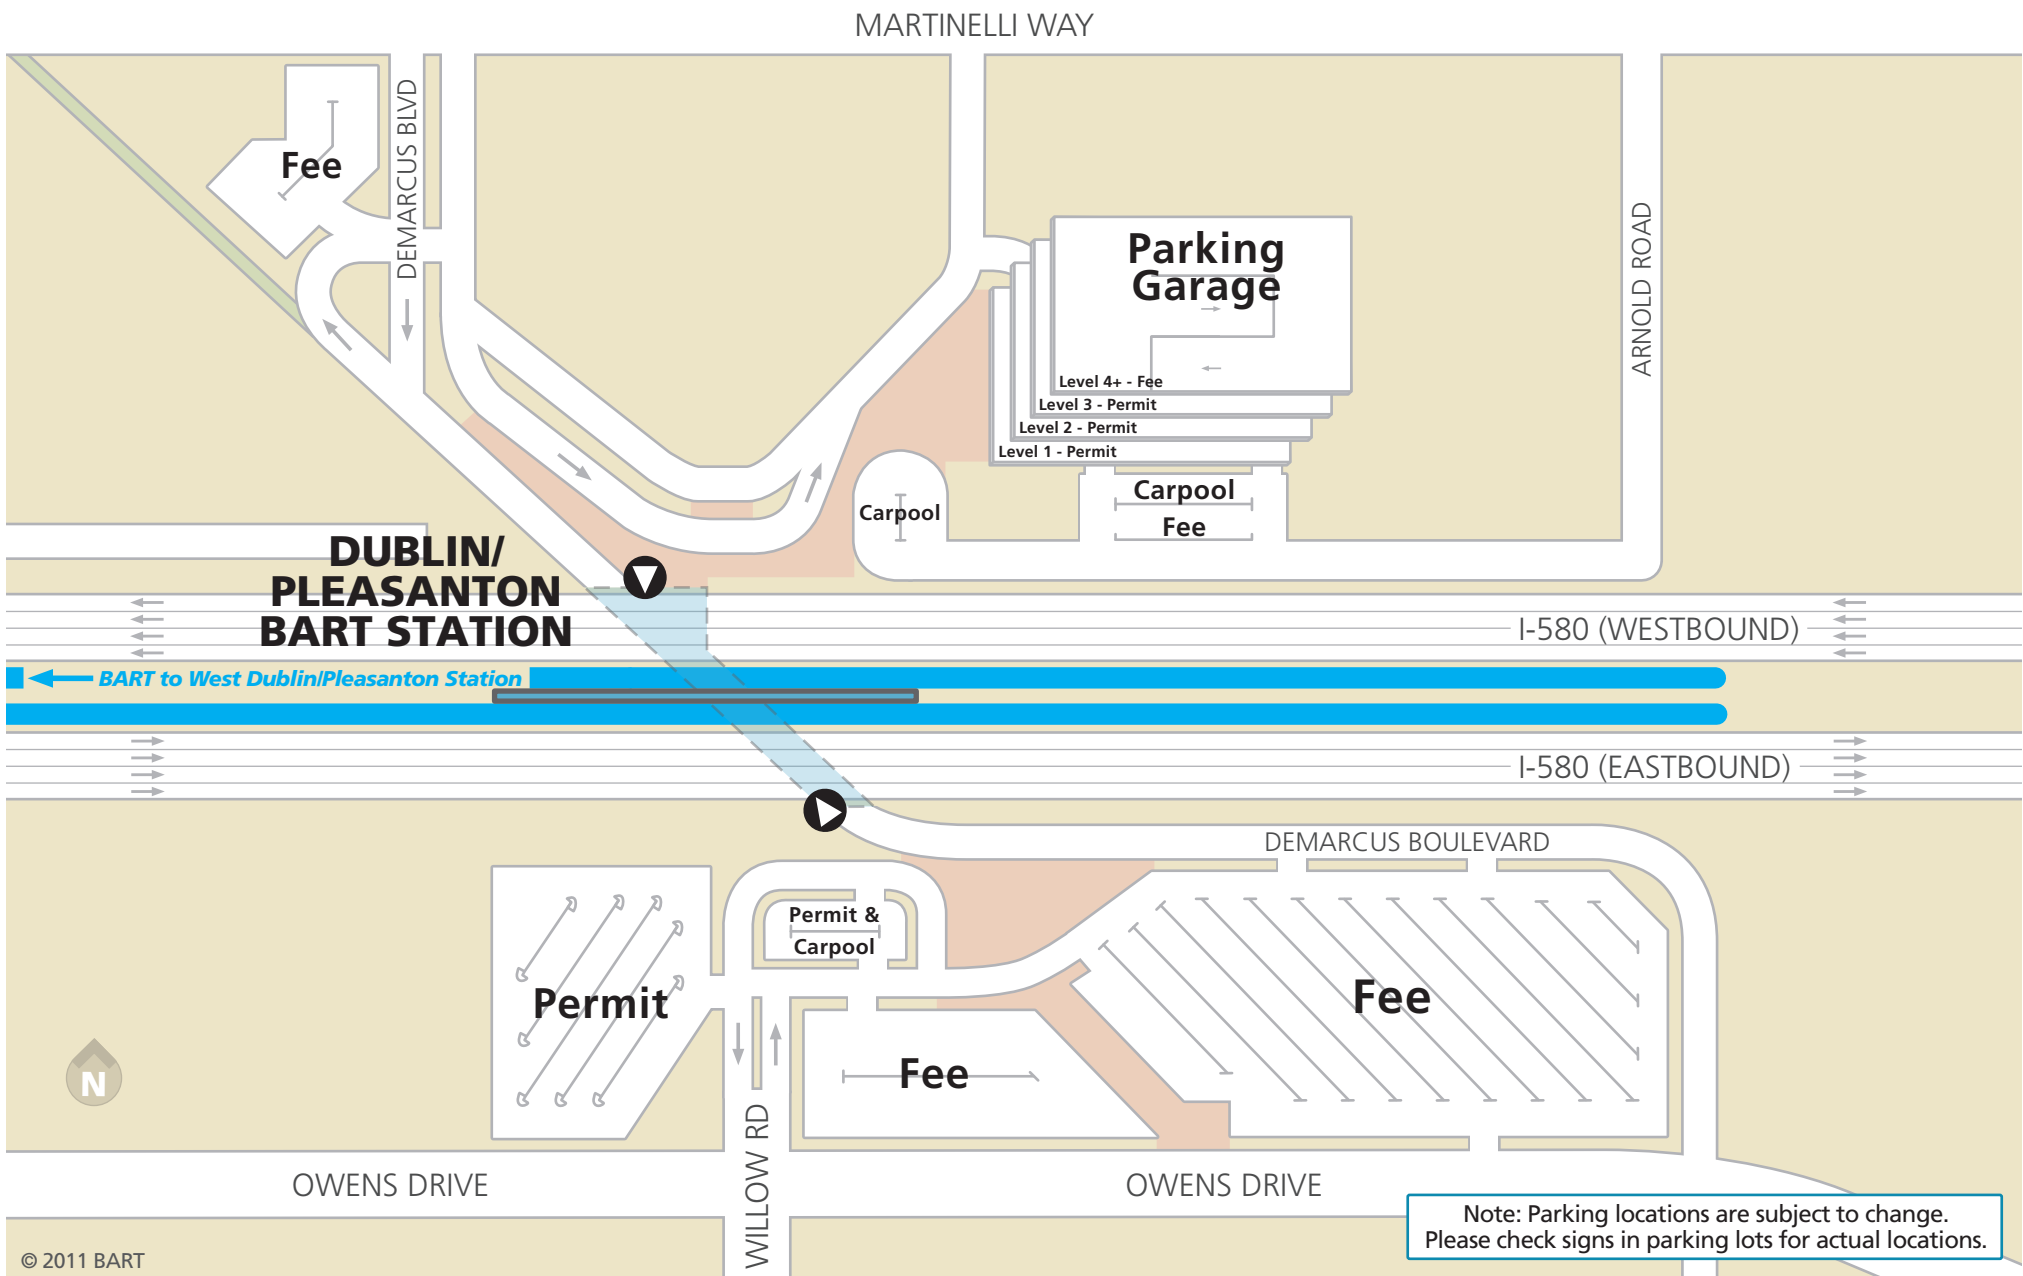 MARTINELLI WAY
DEMARCUS BLVD
Fee
ARNOLD ROAD
Parking
Garage
Level 4+ - Fee
Level 3 - Permit
Level 2 - Permit
Level 1 - Permit
Carpool
Carpool
Fee
DUBLIN/
PLEASANTON
BART STATION
I-580 (WESTBOUND)
BART to West Dublin/Pleasanton Station
I-580 (EASTBOUND)
DEMARCUS BOULEVARD
Permit &
Carpool
Permit
Fee
Fee
N
WILLOW RD
OWENS DRIVE
OWENS DRIVE
Note: Parking locations are subject to change.
Please check signs in parking lots for actual locations.
© 2011 BART